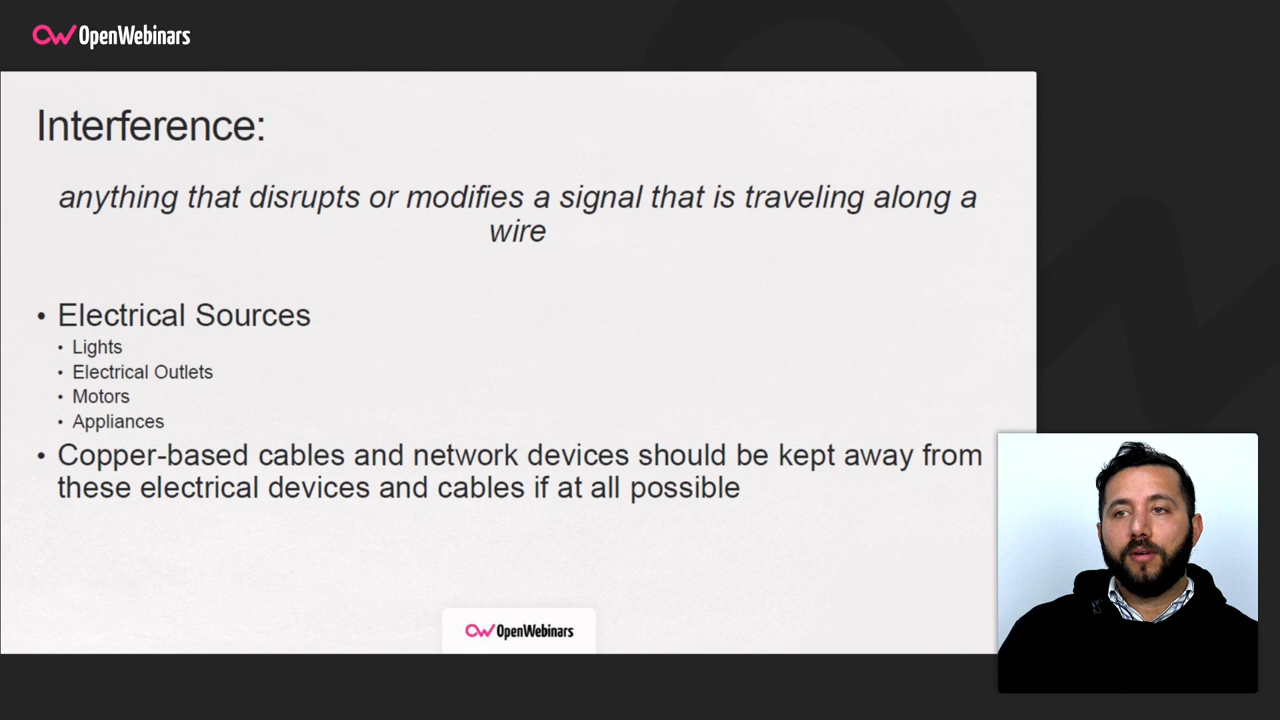 OpenWebinars
Interference:
anything that disrupts or modifies a signal that is traveling along a
wire
• Electrical Sources
• Lights
• Electrical Outlets
• Motors
• Appliances
• Copper-based cables and network devices should be kept away from
these electrical devices and cables if at all possible
OpenWebinars